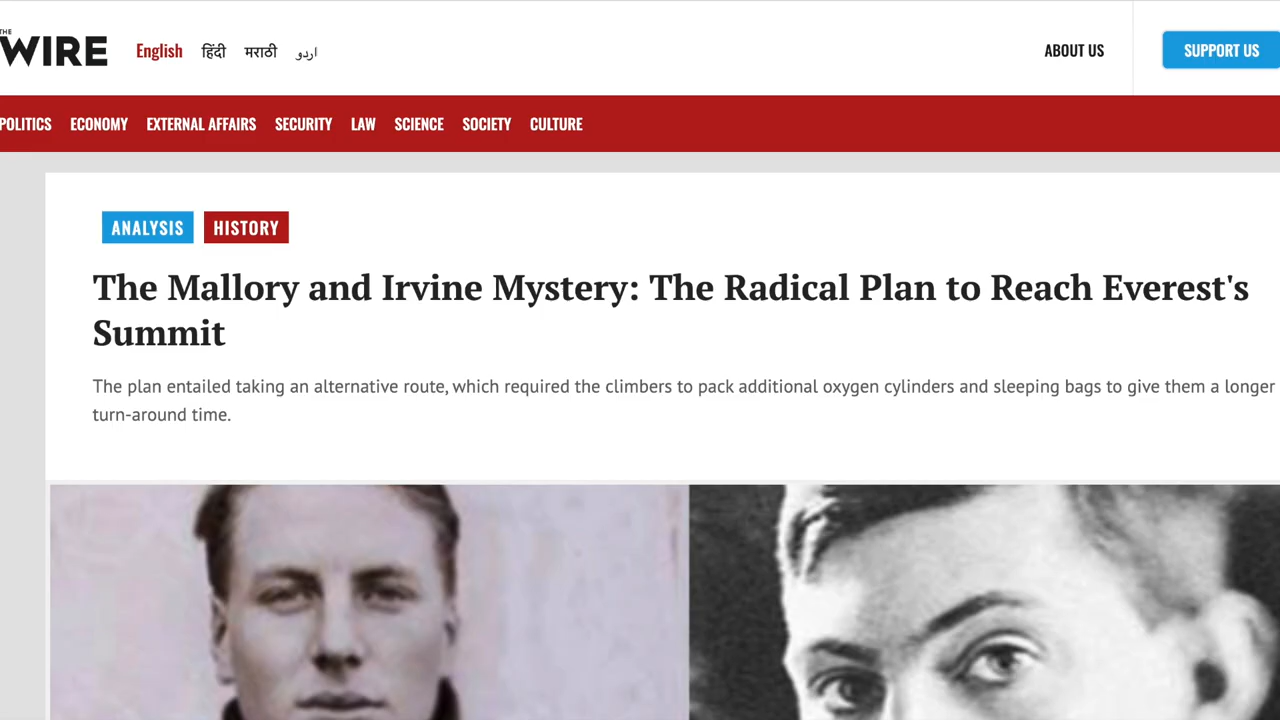 THE
WIRE
English हिंदी मराठी اردو
ABOUT US
SUPPORT US
POLITICS ECONOMY EXTERNAL AFFAIRS SECURITY LAW SCIENCE SOCIETY CULTURE
ANALYSIS HISTORY
The Mallory and Irvine Mystery: The Radical Plan to Reach Everest's
Summit
The plan entailed taking an alternative route, which required the climbers to pack additional oxygen cylinders and sleeping bags to give them a longer
turn-around time.